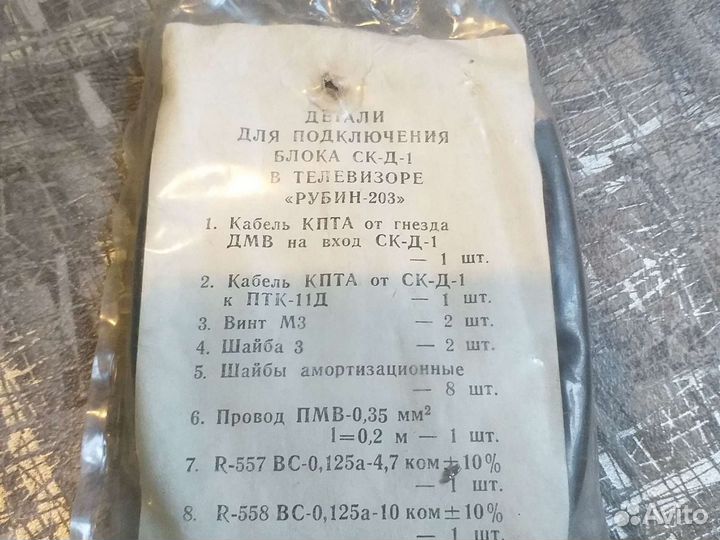 ДЕТАЛИ
ДЛЯ ПОДКЛЮЧЕНИЯ
БЛОКА СК-Д-1
В ТЕЛЕВИЗОРЕ
«РУБИН-203»
1. Кабель КПТА от гнезда
ДМВ на вход СК-Д-1
— 1 шт.
2. Кабель КПТА от СК-Д-1
к ПТК-11Д — 1 шт.
3. Винт М3 — 2 шт.
4. Шайба 3 — 2 шт.
5. Шайбы амортизационные
— 8 шт.
6. Провод ПМВ-0,35 мм²
l=0,2 м — 1 шт.
7. R-557 ВС-0,125а-4,7 ком±10%
— 1 шт.
8. R-558 ВС-0,125а-10 ком±10%
— 1 шт.
Avito